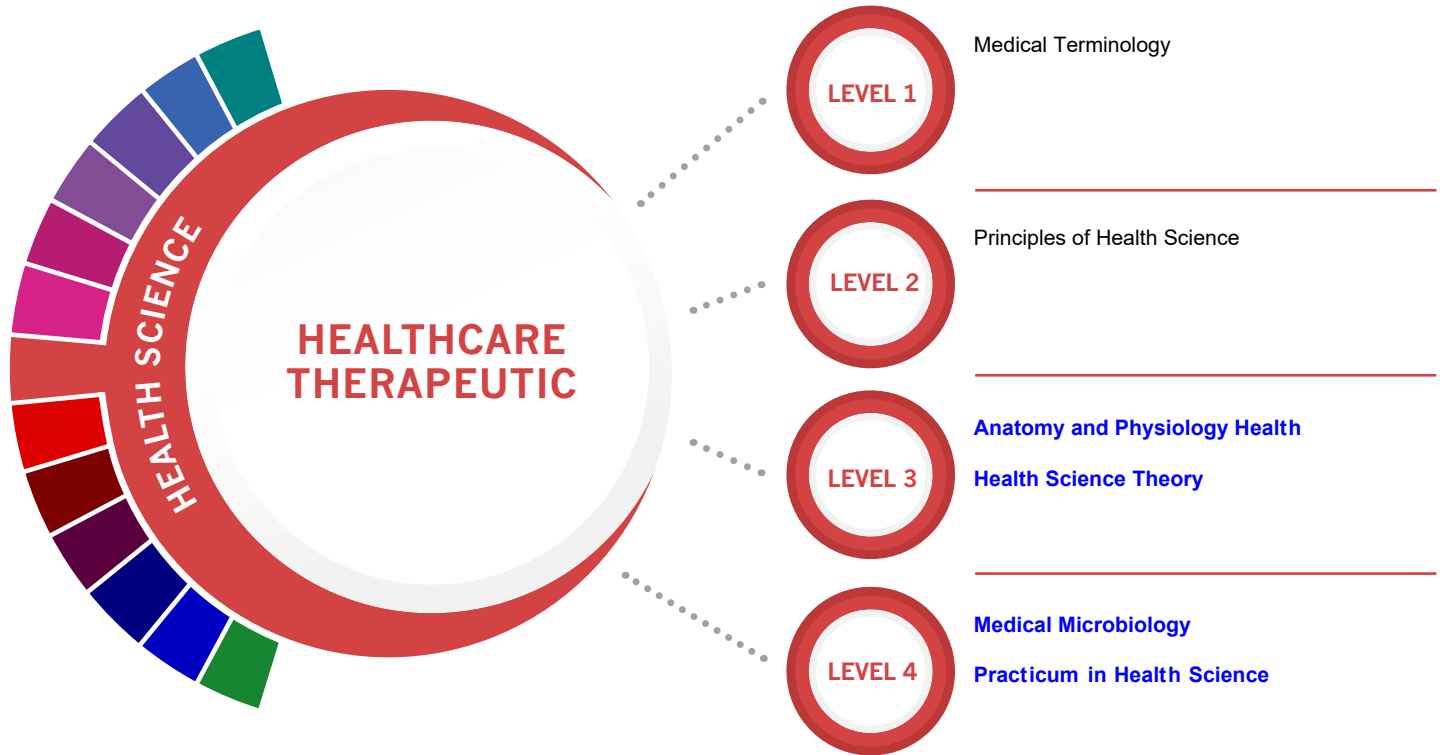 HEALTH SCIENCE
HEALTHCARE
THERAPEUTIC
LEVEL 1
Medical Terminology
LEVEL 2
Principles of Health Science
LEVEL 3
Anatomy and Physiology Health
Health Science Theory
LEVEL 4
Medical Microbiology
Practicum in Health Science